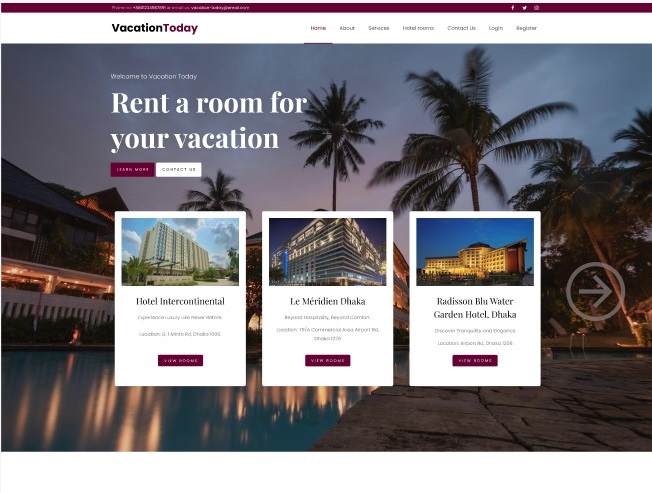 Phone no: or email us: vacation-today@email.com
VacationToday
Home About Services Hotel rooms Contact Us Login Register
Welcome to Vacation Today
Rent a room for
your vacation
LEARN MORE CONTACT US
Hotel Intercontinental
Experience Luxury Like Never Before.
Location: 1 Minto Rd, Dhaka 1000.
VIEW ROOMS
Le Méridien Dhaka
Beyond Hospitality, Beyond Comfort.
Location: 79/A Commercial Area Airport Rd,
Dhaka 1229
VIEW ROOMS
Radisson Blu Water
Garden Hotel, Dhaka
Discover Tranquility and Elegance
Location: Airport Rd, Dhaka 1206.
VIEW ROOMS